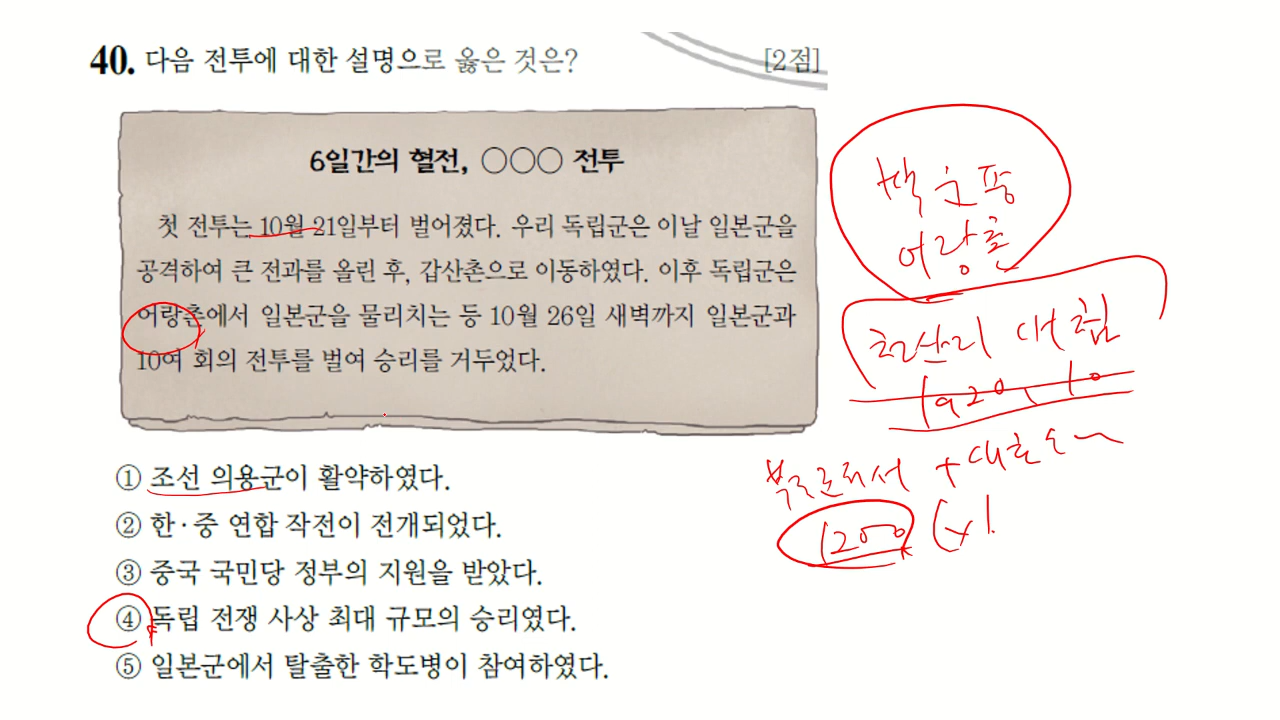 40. 다음 전투에 대한 설명으로 옳은 것은? [2점]
6일간의 혈전, ○○○ 전투
첫 전투는 10월 21일부터 벌어졌다. 우리 독립군은 이날 일본군을
공격하여 큰 전과를 올린 후, 갑산촌으로 이동하였다. 이후 독립군은
어랑촌에서 일본군을 물리치는 등 10월 26일 새벽까지 일본군과
10여 회의 전투를 벌여 승리를 거두었다.
① 조선 의용군이 활약하였다.
② 한·중 연합 작전이 전개되었다.
③ 중국 국민당 정부의 지원을 받았다.
④ 독립 전쟁 사상 최대 규모의 승리였다.
⑤ 일본군에서 탈출한 학도병이 참여하였다.
어랑촌
청산리 대첩
1920. 10
북로군정서 +
1200